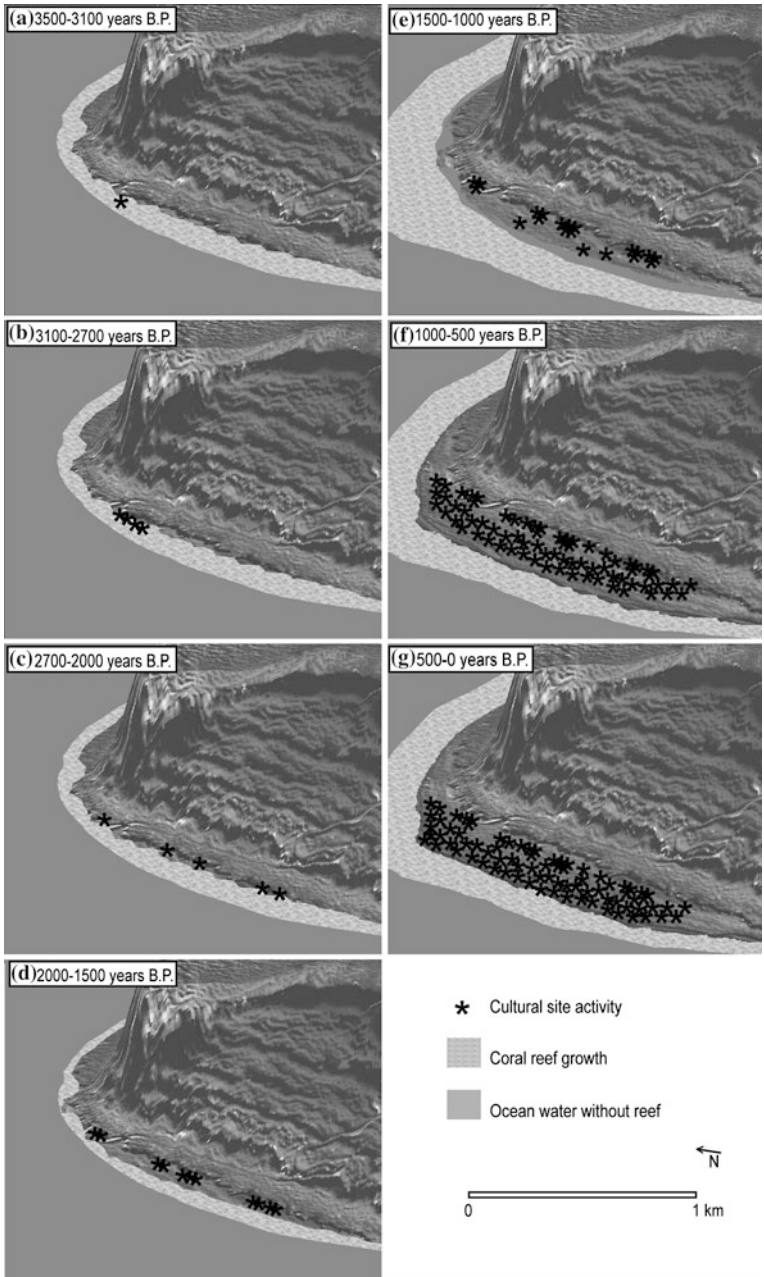 (a) 3500-3100 years B.P.
(b) 3100-2700 years B.P.
(c) 2700-2000 years B.P.
(d) 2000-1500 years B.P.
(e) 1500-1000 years B.P.
(f) 1000-500 years B.P.
(g) 500-0 years B.P.
* Cultural site activity
Coral reef growth
Ocean water without reef
N
0 1 km